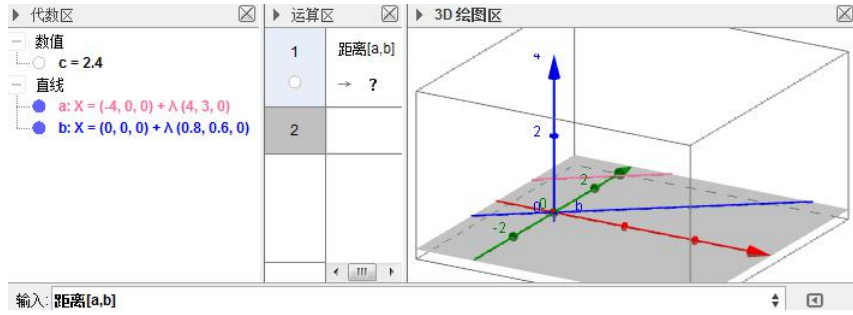 代数区
数值
c = 2.4
直线
a: X = (-4, 0, 0) + λ (4, 3, 0)
b: X = (0, 0, 0) + λ (0.8, 0.6, 0)
运算区
1
距离[a,b]
→ ?
2
3D 绘图区
4
2
2
0
0
b
-2
输入: 距离[a,b]